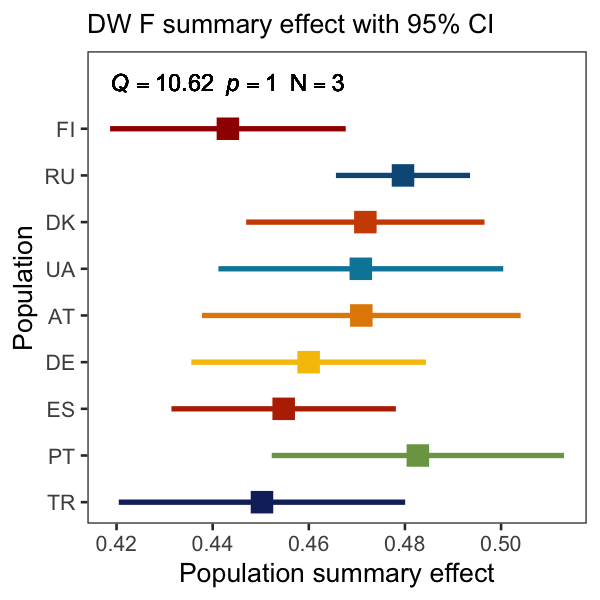 DW F summary effect with 95% CI
Q = 10.62 p = 1 N = 3
FI
RU
DK
UA
AT
DE
ES
PT
TR
Population
0.42 0.44 0.46 0.48 0.50
Population summary effect